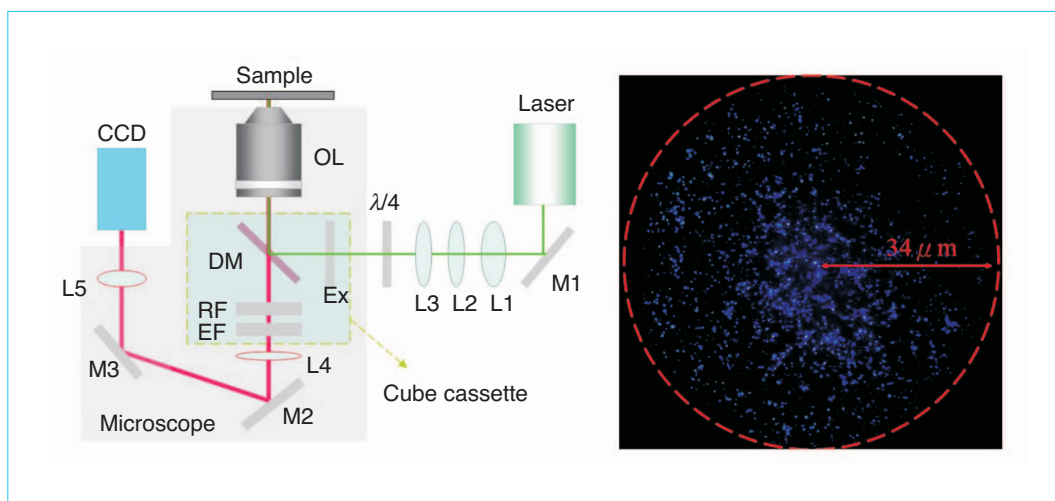 Sample
Laser
CCD
OL
λ/4
DM
Ex
L5
RF
EF
L3 L2 L1
M1
L4
M3
M2
Cube cassette
Microscope
34 μm